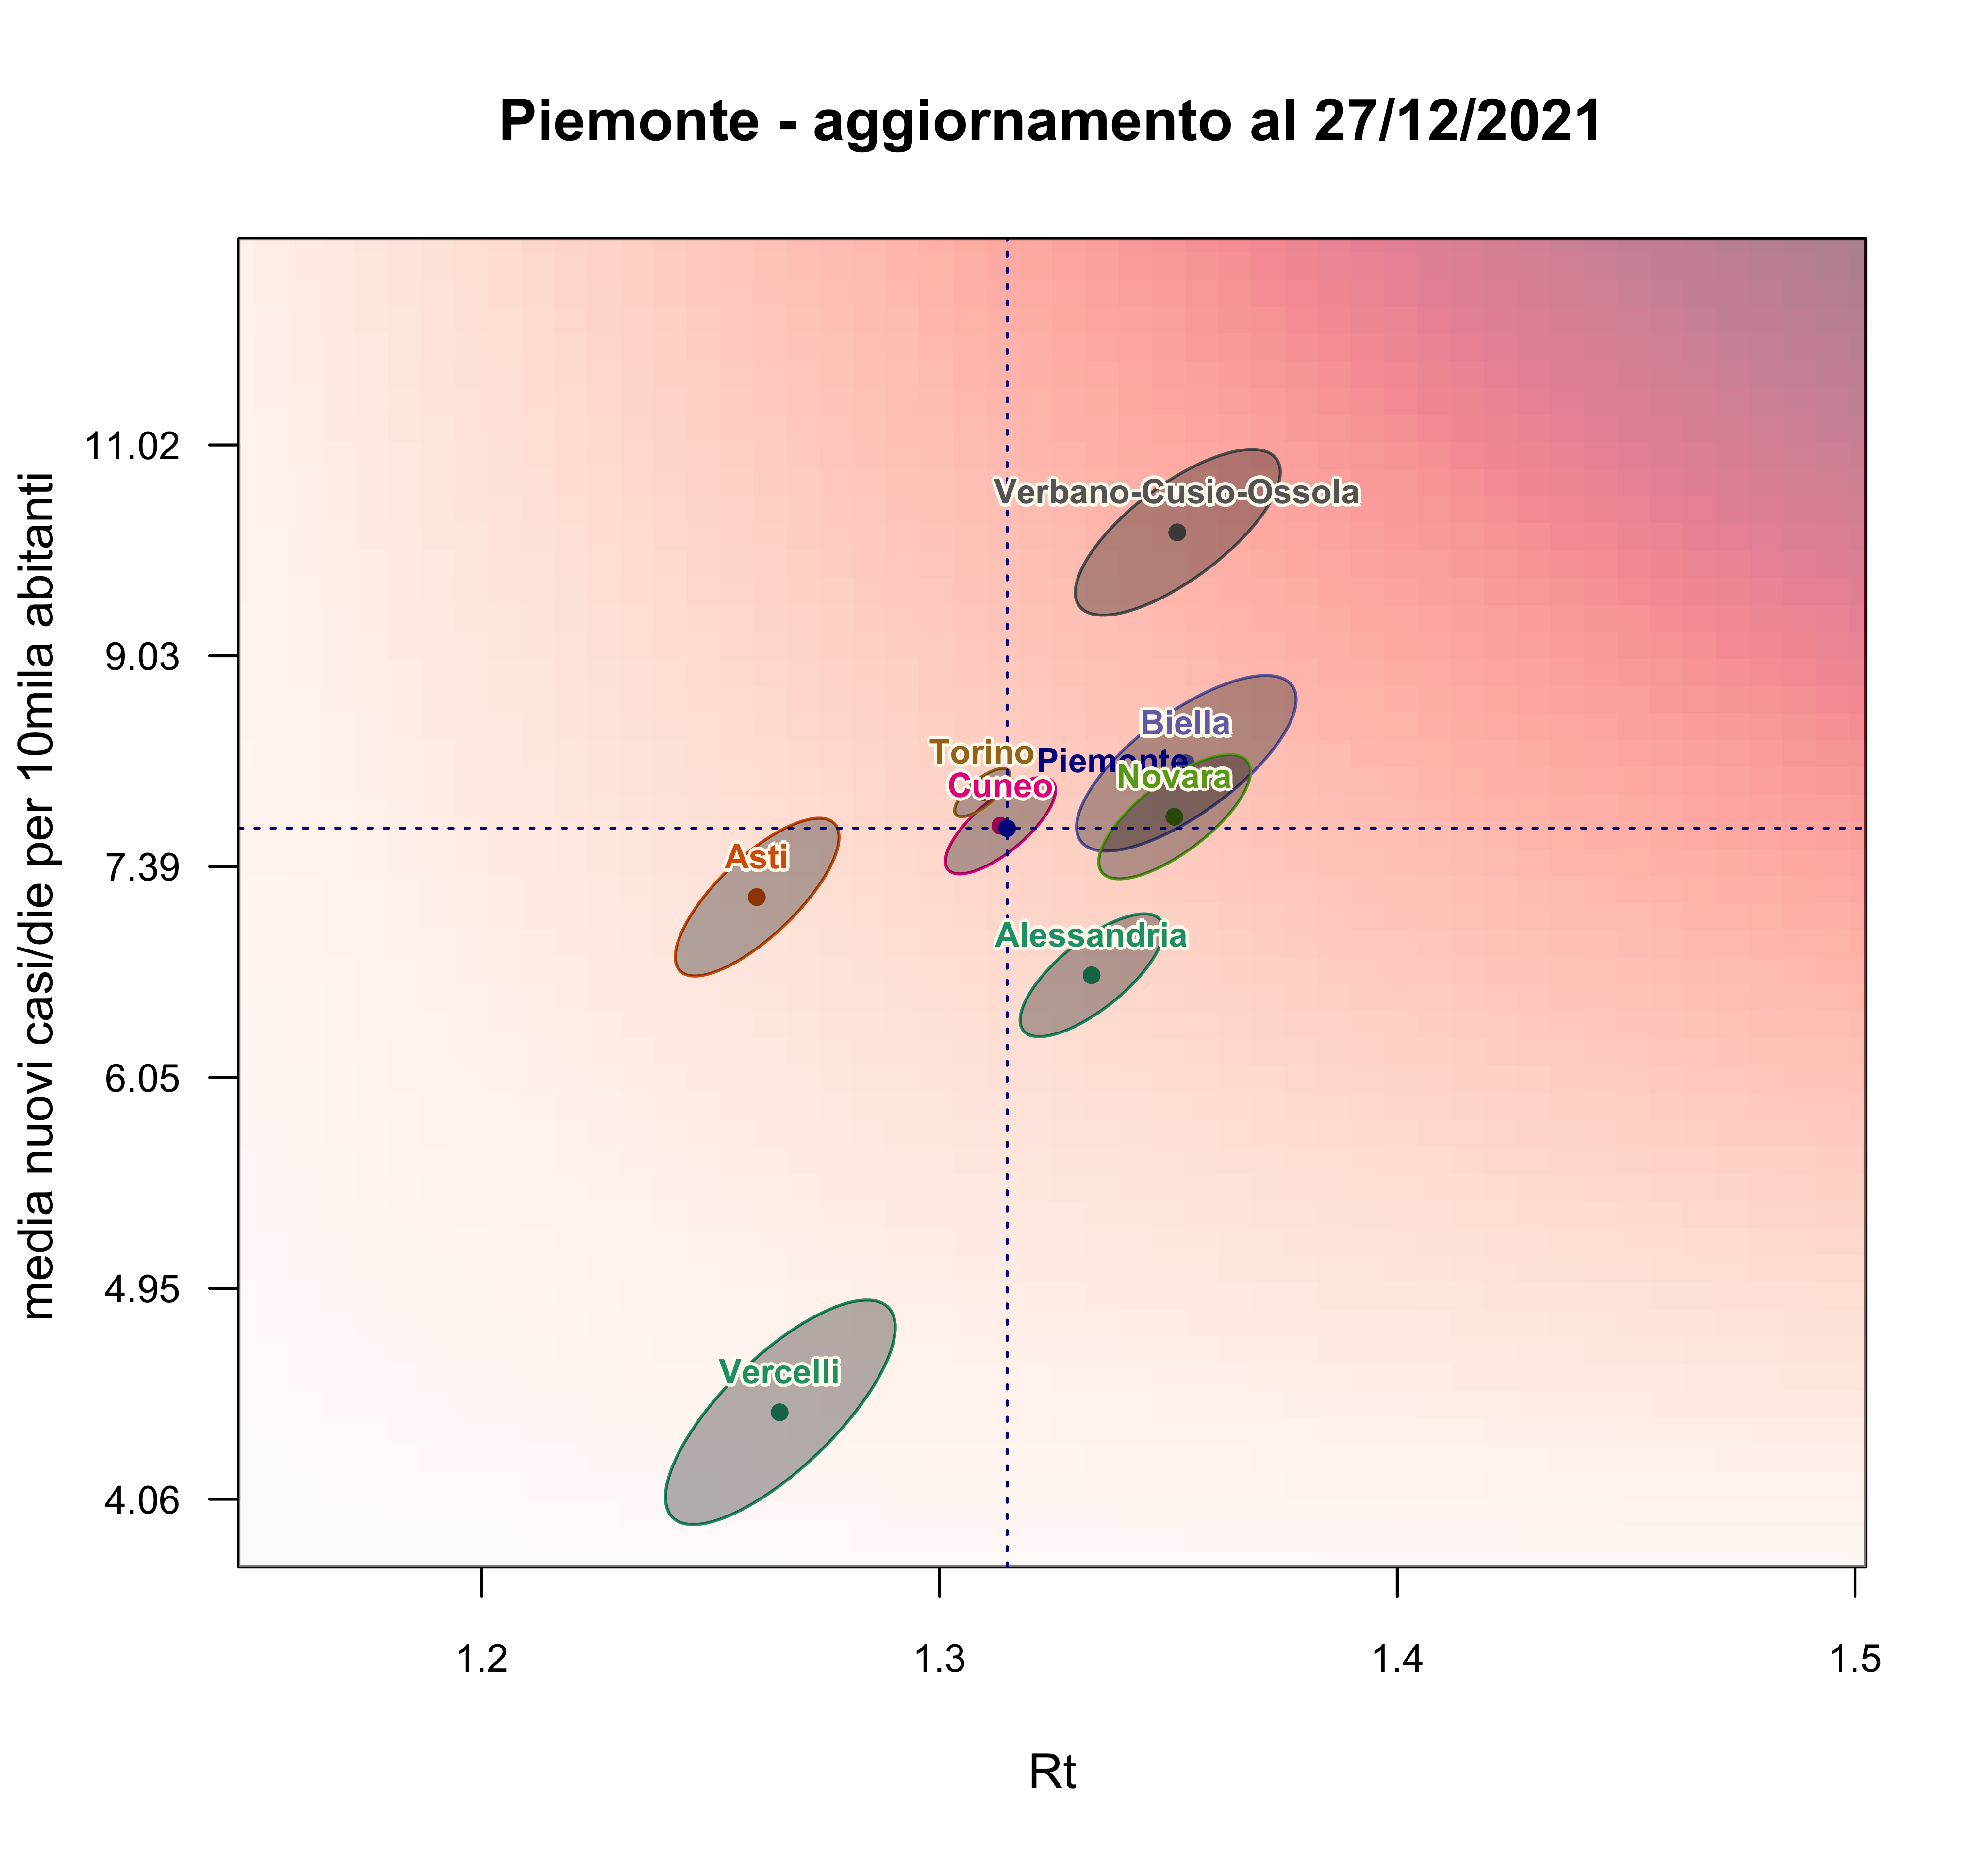 Piemonte - aggiornamento al 27/12/2021
media nuovi casi/die per 10mila abitanti
11.02
9.03
7.39
6.05
4.95
4.06
Verbano-Cusio-Ossola
Biella
Torino
Piemonte
Novara
Cuneo
Asti
Alessandria
Vercelli
1.2
1.3
1.4
1.5
Rt